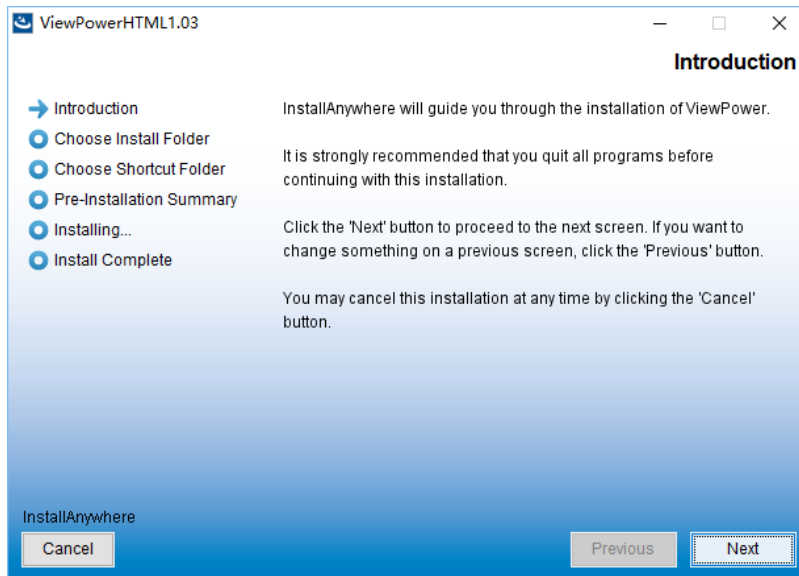 ViewPowerHTML1.03
Introduction
Introduction
Choose Install Folder
Choose Shortcut Folder
Pre-Installation Summary
Installing...
Install Complete
InstallAnywhere will guide you through the installation of ViewPower.
It is strongly recommended that you quit all programs before
continuing with this installation.
Click the 'Next' button to proceed to the next screen. If you want to
change something on a previous screen, click the 'Previous' button.
You may cancel this installation at any time by clicking the 'Cancel'
button.
InstallAnywhere
Cancel
Previous
Next